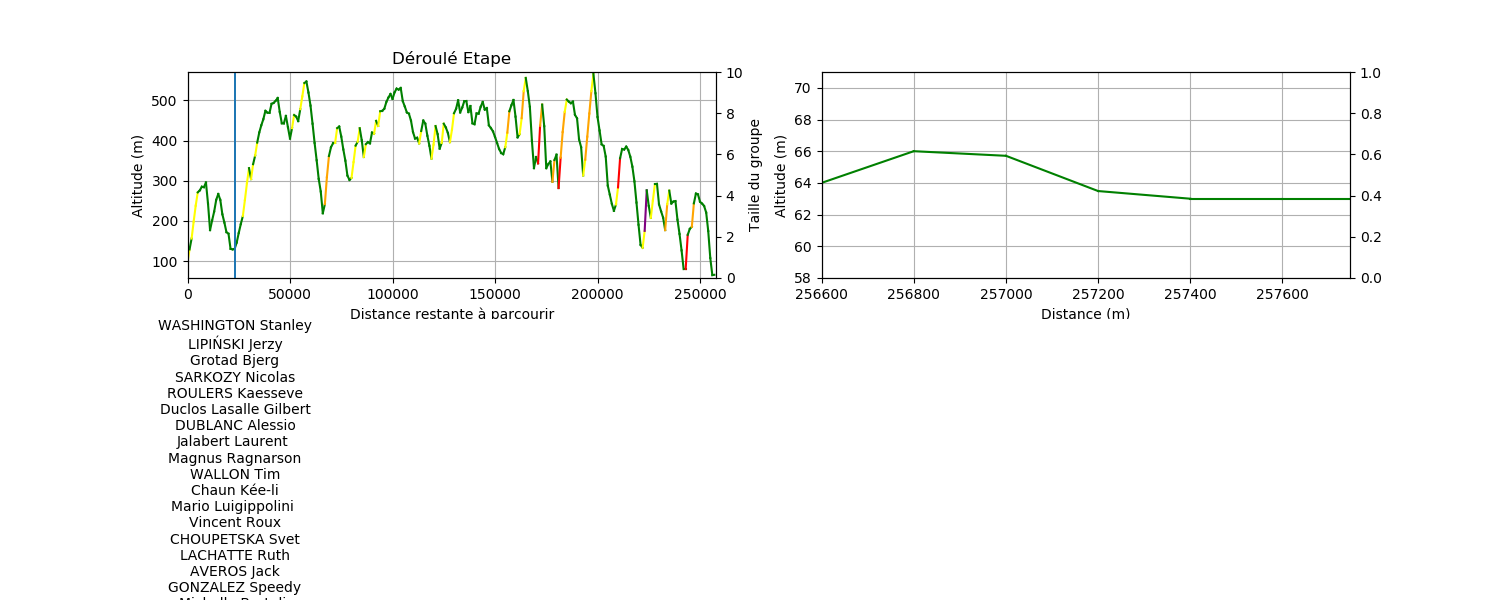 Déroulé Etape
Altitude (m)
500
400
300
200
100
10
8
6
4
2
0
Taille du groupe
0
50000
100000
150000
200000
250000
Distance restante à parcourir
Altitude (m)
70
68
66
64
62
60
58
1.0
0.8
0.6
0.4
0.2
0.0
256600
256800
257000
257200
257400
257600
Distance (m)
WASHINGTON Stanley
LIPIŃSKI Jerzy
Grotad Bjerg
SARKOZY Nicolas
ROULERS Kaesseve
Duclos Lasalle Gilbert
DUBLANC Alessio
Jalabert Laurent
Magnus Ragnarson
WALLON Tim
Chaun Kée-li
Mario Luigippolini
Vincent Roux
CHOUPETSKA Svet
LACHATTE Ruth
AVEROS Jack
GONZALEZ Speedy